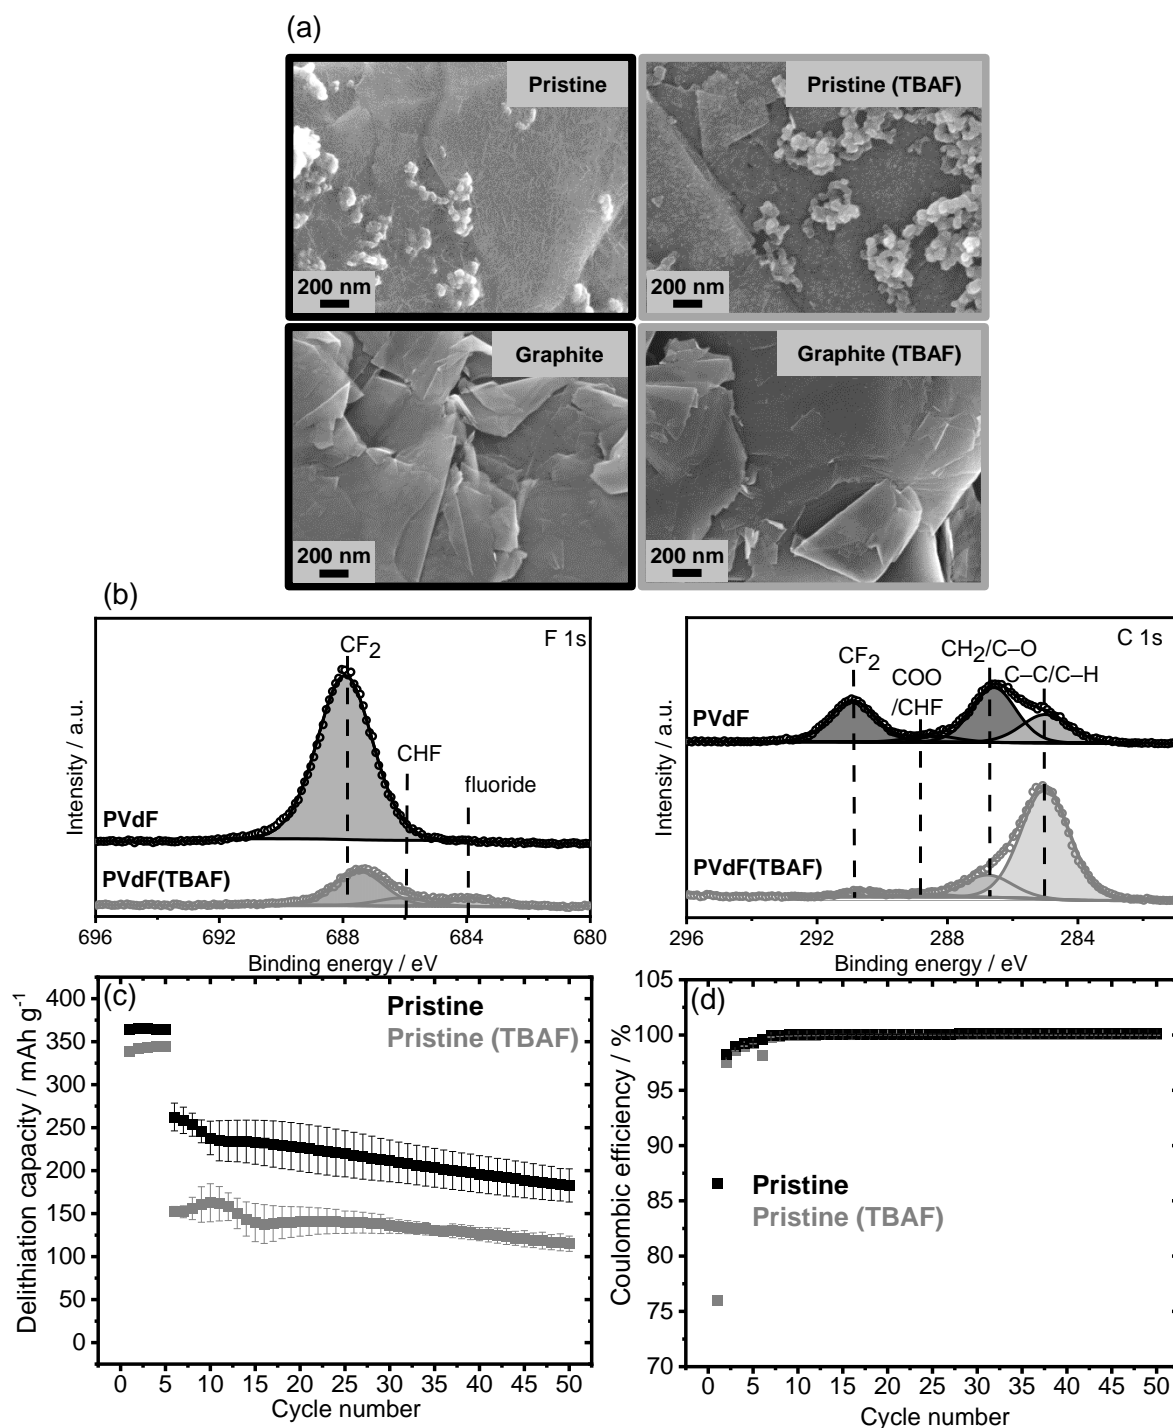 (a)
Pristine
Pristine (TBAF)
200 nm
200 nm
Graphite
Graphite (TBAF)
200 nm
200 nm
(b)
F 1s
CF2
CHF
fluoride
PVdF
PVdF(TBAF)
Intensity / a.u.
696 692 688 684 680
Binding energy / eV
C 1s
CF2
COO
/CHF
CH2/C–O
C–C/C–H
PVdF
PVdF(TBAF)
Intensity / a.u.
296 292 288 284
Binding energy / eV
(c)
Pristine
Pristine (TBAF)
Delithiation capacity / mAh g-1
400
350
300
250
200
150
100
50
0
0 5 10 15 20 25 30 35 40 45 50
Cycle number
(d)
Pristine
Pristine (TBAF)
Coulombic efficiency / %
105
100
95
90
85
80
75
70
0 5 10 15 20 25 30 35 40 45 50
Cycle number